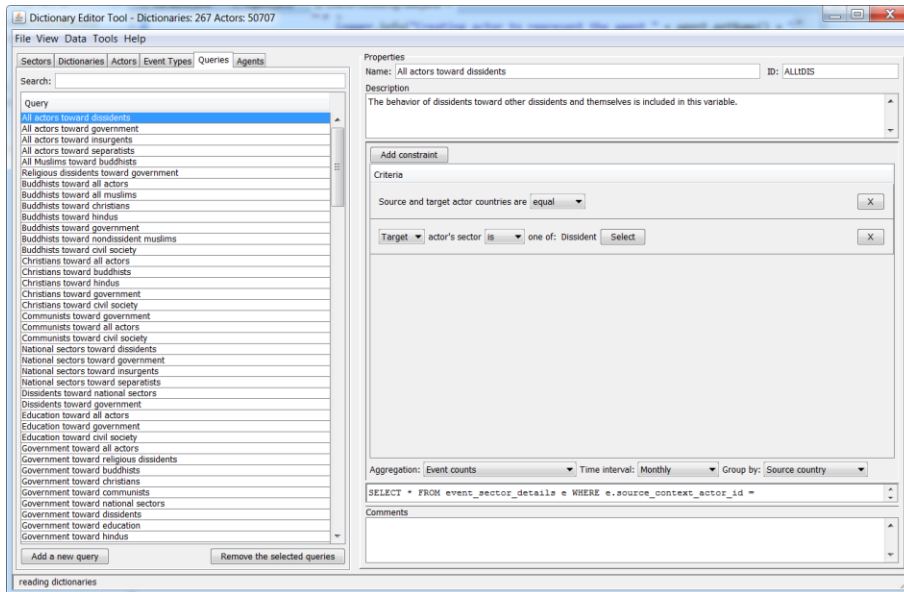 Dictionary Editor Tool - Dictionaries: 267 Actors: 50707
File View Data Tools Help
Sectors Dictionaries Actors Event Types Queries Agents
Search:
Query
All actors toward dissidents
All actors toward government
All actors toward insurgents
All actors toward separatists
All Muslims toward buddhists
Religious dissidents toward government
Buddhists toward all actors
Buddhists toward all muslims
Buddhists toward christians
Buddhists toward hindus
Buddhists toward government
Buddhists toward nondissident muslims
Buddhists toward civil society
Christians toward all actors
Christians toward buddhists
Christians toward hindus
Christians toward government
Christians toward civil society
Communists toward government
Communists toward all actors
Communists toward civil society
National sectors toward dissidents
National sectors toward government
National sectors toward insurgents
National sectors toward separatists
Dissidents toward national sectors
Dissidents toward government
Education toward all actors
Education toward government
Education toward civil society
Government toward all actors
Government toward religious dissidents
Government toward buddhists
Government toward christians
Government toward communists
Government toward national sectors
Government toward dissidents
Government toward education
Government toward hindus
Add a new query Remove the selected queries
Properties
Name: All actors toward dissidents ID: ALLtDIS
Description
The behavior of dissidents toward other dissidents and themselves is included in this variable.
Add constraint
Criteria
Source and target actor countries are equal X
Target actor's sector is one of: Dissident Select X
Aggregation: Event counts Time interval: Monthly Group by: Source country
SELECT * FROM event_sector_details e WHERE e.source_context_actor_id =
Comments
reading dictionaries